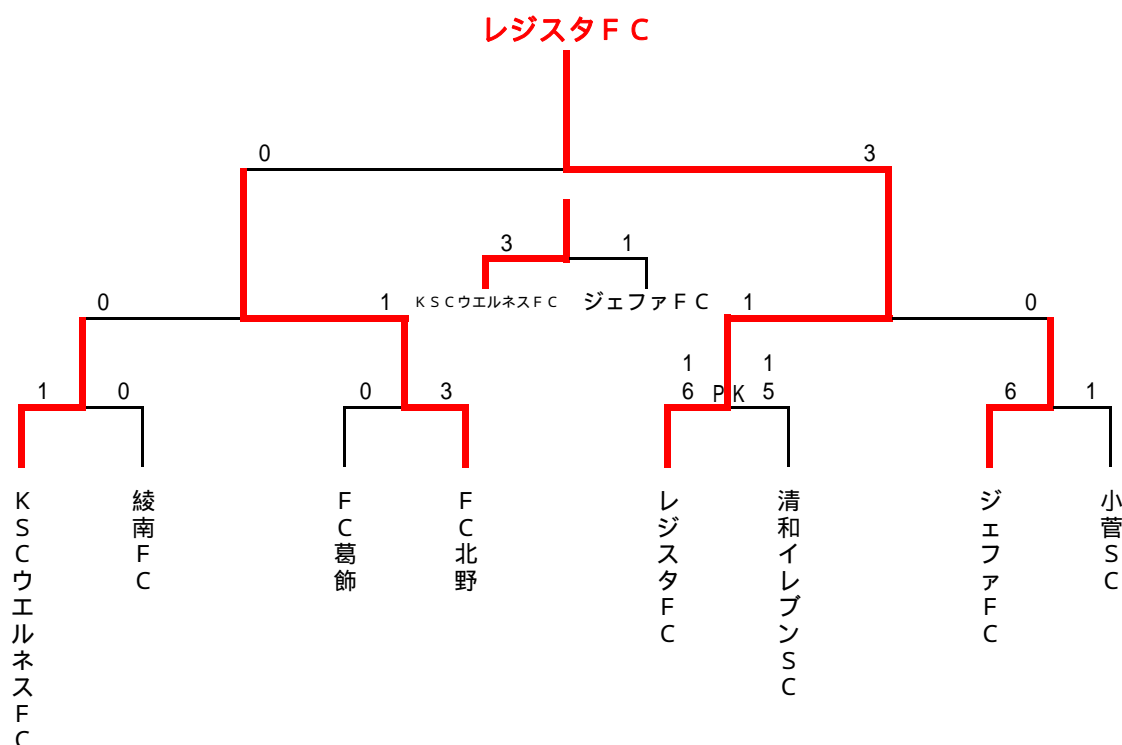 レジスタＦＣ
0 3
3 1
0 1 KSCウエルネスFC ジェファFC 1 0
1 1
1 0 0 3 6 PK 5 6 1
KSCウエルネスFC
綾南FC
FC葛飾
FC北野
レジスタFC
清和イレブンSC
ジェファFC
小菅SC